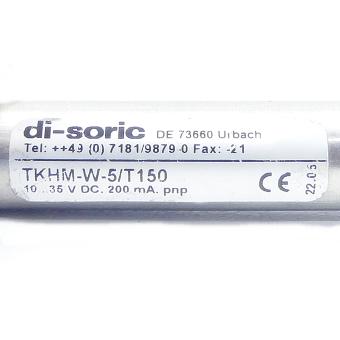 di-soric DE 73660 Urbach
Tel: ++49 (0) 7181/9879-0 Fax: -21
TKHM-W-5/T150
10...35 V DC, 200 mA, pnp
CE
22.05